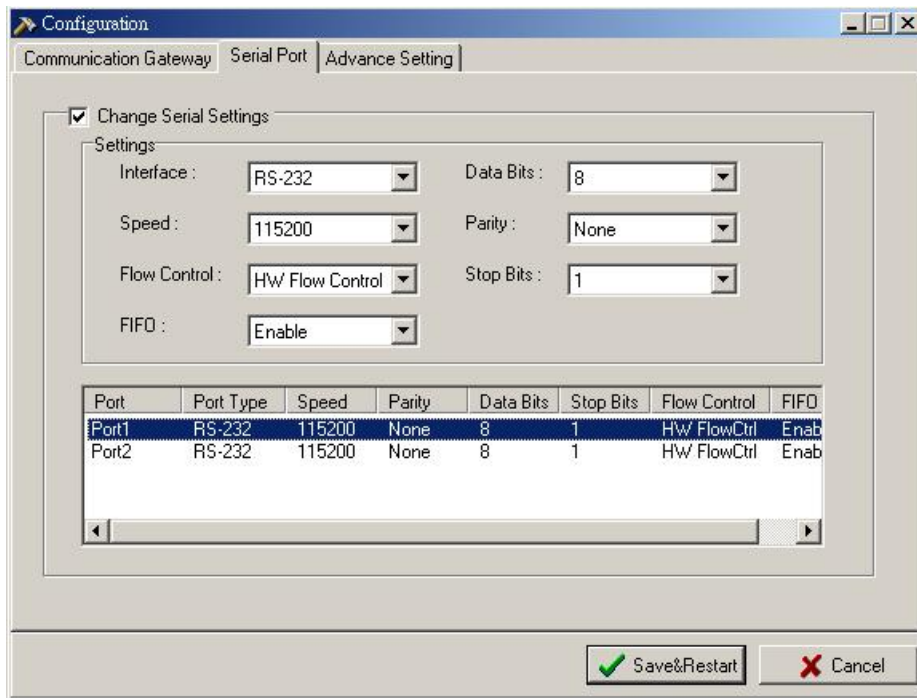 Configuration
Communication Gateway Serial Port Advance Setting
Change Serial Settings
Settings
Interface : RS-232 Data Bits : 8
Speed : 115200 Parity : None
Flow Control : HW Flow Control Stop Bits : 1
FIFO : Enable
Port Port Type Speed Parity Data Bits Stop Bits Flow Control FIFO
Port1 RS-232 115200 None 8 1 HW FlowCtrl Enab
Port2 RS-232 115200 None 8 1 HW FlowCtrl Enab
Save&Restart Cancel